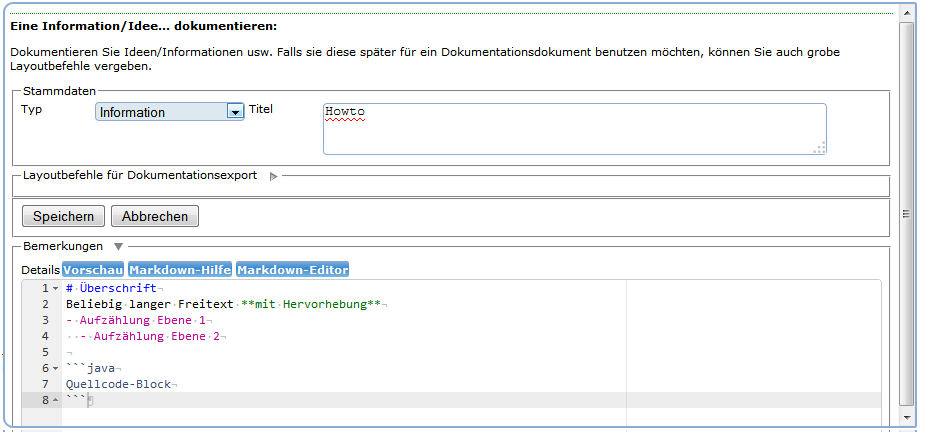 Eine Information/Idee... dokumentieren:
Dokumentieren Sie Ideen/Informationen usw. Falls sie diese später für ein Dokumentationsdokument benutzen möchten, können Sie auch grobe
Layoutbefehle vergeben.
Stammdaten
Typ Information Titel Howto
Layoutbefehle für Dokumentationsexport
Speichern Abbrechen
Bemerkungen
Details Vorschau Markdown-Hilfe Markdown-Editor
1 # Überschrift
2 Beliebig langer Freitext **mit Hervorhebung**
3 - Aufzählung Ebene 1
4   - Aufzählung Ebene 2
5
6 ```java
7 Quellcode-Block
8 ```